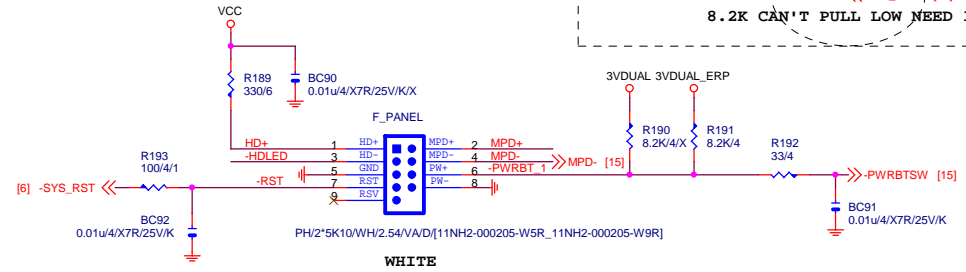 8.2K CAN'T PULL LOW NEED
VCC
R189
330/6
BC90
0.01u/4/X7R/25V/K/X
3VDUAL 3VDUAL_ERP
R190
8.2K/4/X
R191
8.2K/4
R192
33/4
F_PANEL
HD+ 1 HD+ MPD+ 2 MPD+
-HDLED 3 HD- MPD- 4 MPD- MPD- [15]
5 GND PW+ 6 -PWRBT_1
-RST 7 RST PW- 8
9 RSV
R193
100/4/1
[6] -SYS_RST
-PWRBTSW [15]
BC92
0.01u/4/X7R/25V/K
BC91
0.01u/4/X7R/25V/K
PH/2*5K10/WH/2.54/VA/D/[11NH2-000205-W5R_11NH2-000205-W9R]
WHITE